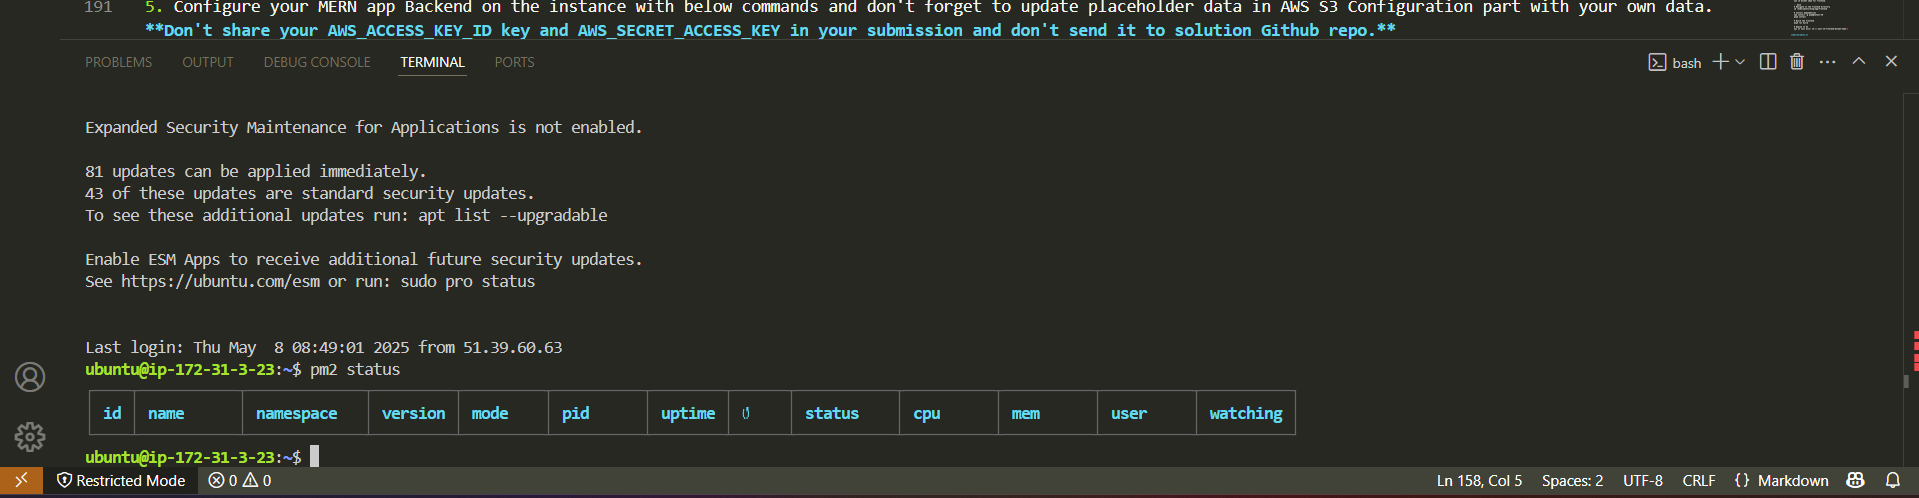 191 5. Configure your MERN app Backend on the instance with below commands and don't forget to update placeholder data in AWS S3 Configuration part with your own data.
**Don't share your AWS_ACCESS_KEY_ID key and AWS_SECRET_ACCESS_KEY in your submission and don't send it to solution Github repo.**
PROBLEMS OUTPUT DEBUG CONSOLE TERMINAL PORTS bash
Expanded Security Maintenance for Applications is not enabled.
81 updates can be applied immediately.
43 of these updates are standard security updates.
To see these additional updates run: apt list --upgradable
Enable ESM Apps to receive additional future security updates.
See https://ubuntu.com/esm or run: sudo pro status
Last login: Thu May  8 08:49:01 2025 from 51.39.60.63
ubuntu@ip-172-31-3-23:~$ pm2 status
id name namespace version mode pid uptime ↺ status cpu mem user watching
ubuntu@ip-172-31-3-23:~$
Restricted Mode 0 0 Ln 158, Col 5 Spaces: 2 UTF-8 CRLF {} Markdown